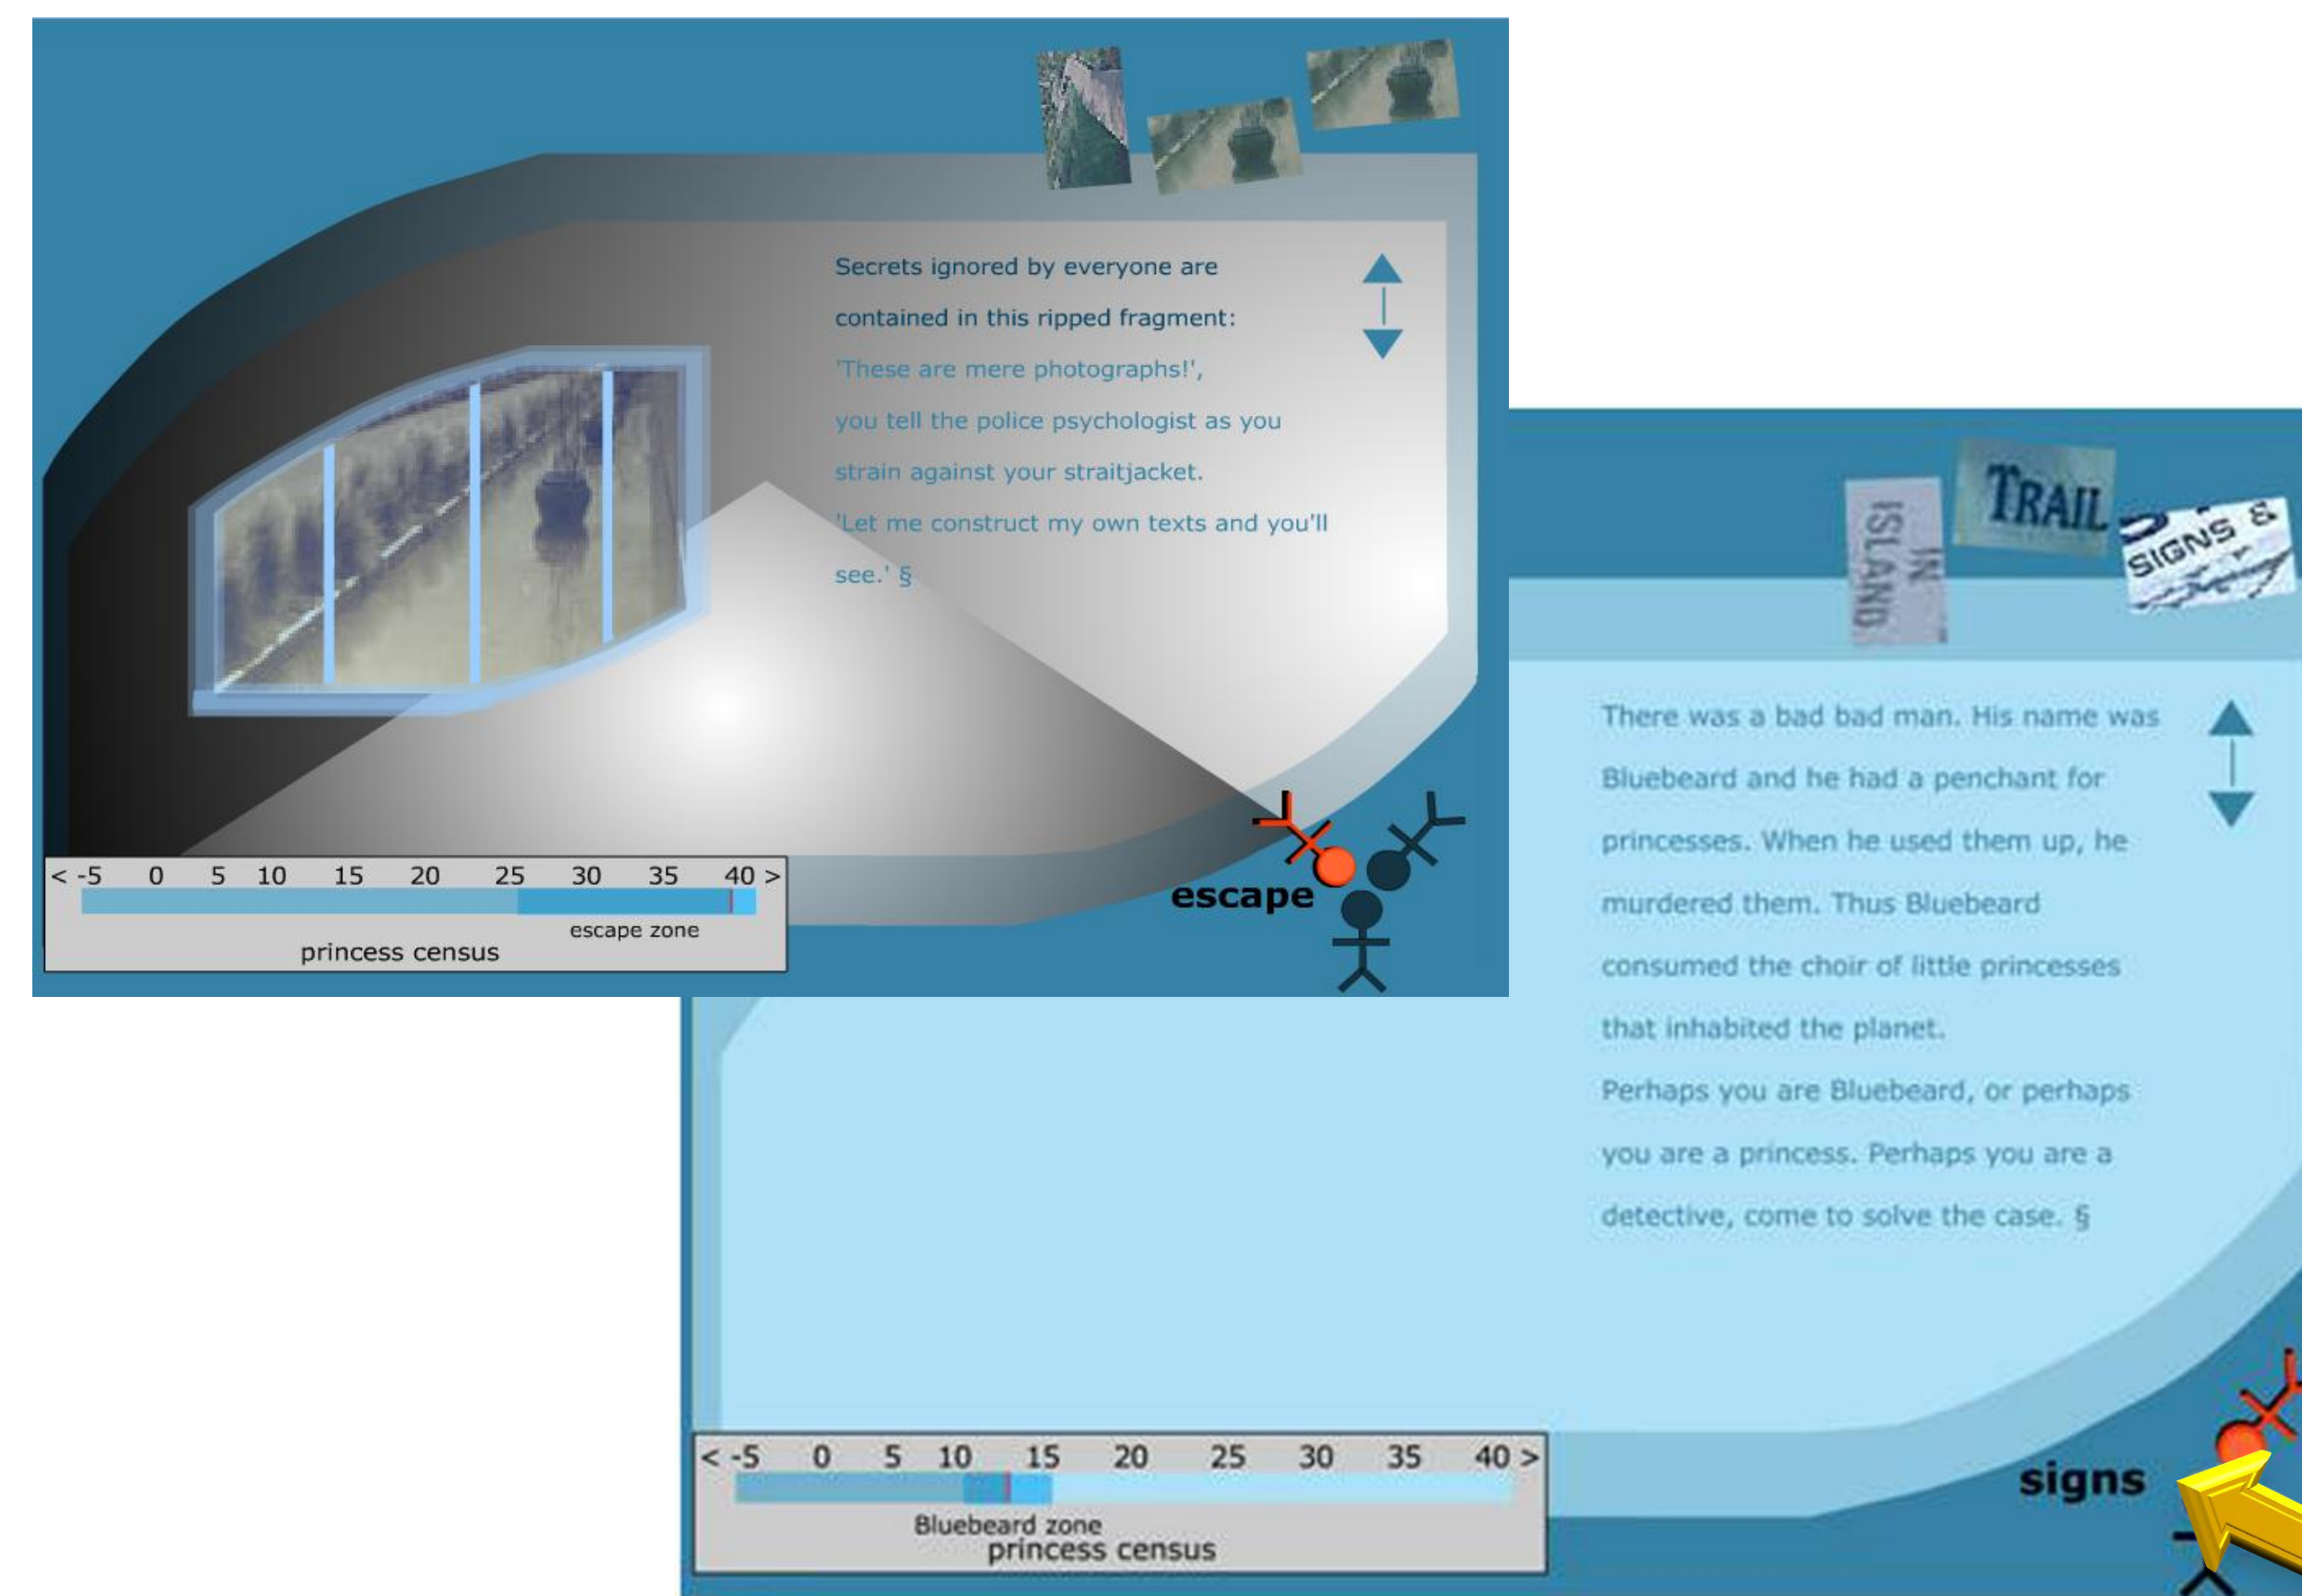 Secrets ignored by everyone are
contained in this ripped fragment:
'These are mere photographs!',
you tell the police psychologist as you
strain against your straitjacket.
'Let me construct my own texts and you'll
see.' §
escape
< -5 0 5 10 15 20 25 30 35 40 >
escape zone
princess census
IN
ISLAND
TRAIL
SIGNS &
There was a bad bad man. His name was
Bluebeard and he had a penchant for
princesses. When he used them up, he
murdered them. Thus Bluebeard
consumed the choir of little princesses
that inhabited the planet.
Perhaps you are Bluebeard, or perhaps
you are a princess. Perhaps you are a
detective, come to solve the case. §
signs
< -5 0 5 10 15 20 25 30 35 40 >
Bluebeard zone
princess census